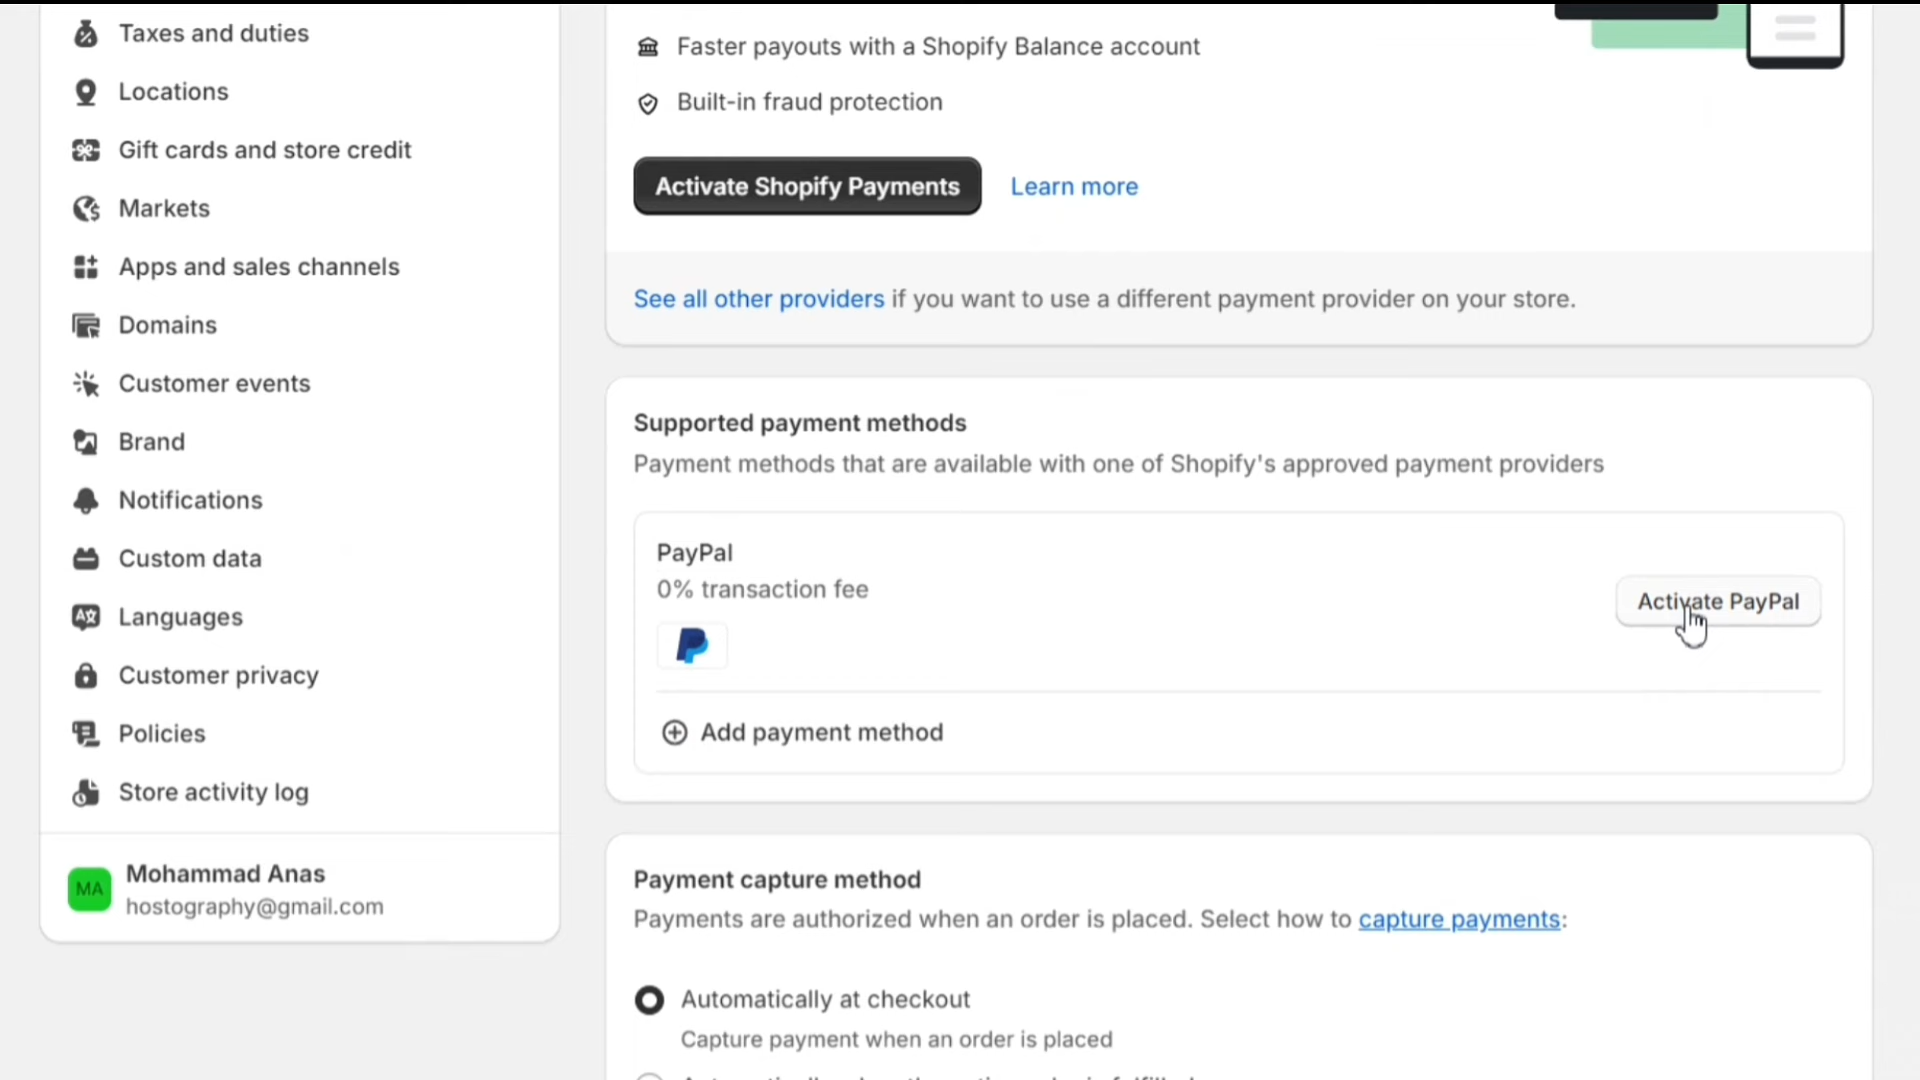 Taxes and duties
Locations
Gift cards and store credit
Markets
Apps and sales channels
Domains
Customer events
Brand
Notifications
Custom data
Languages
Customer privacy
Policies
Store activity log
MA
Mohammad Anas
hostography@gmail.com
Faster payouts with a Shopify Balance account
Built-in fraud protection
Activate Shopify Payments
Learn more
See all other providers if you want to use a different payment provider on your store.
Supported payment methods
Payment methods that are available with one of Shopify's approved payment providers
PayPal
0% transaction fee
Activate PayPal
Add payment method
Payment capture method
Payments are authorized when an order is placed. Select how to capture payments:
Automatically at checkout
Capture payment when an order is placed